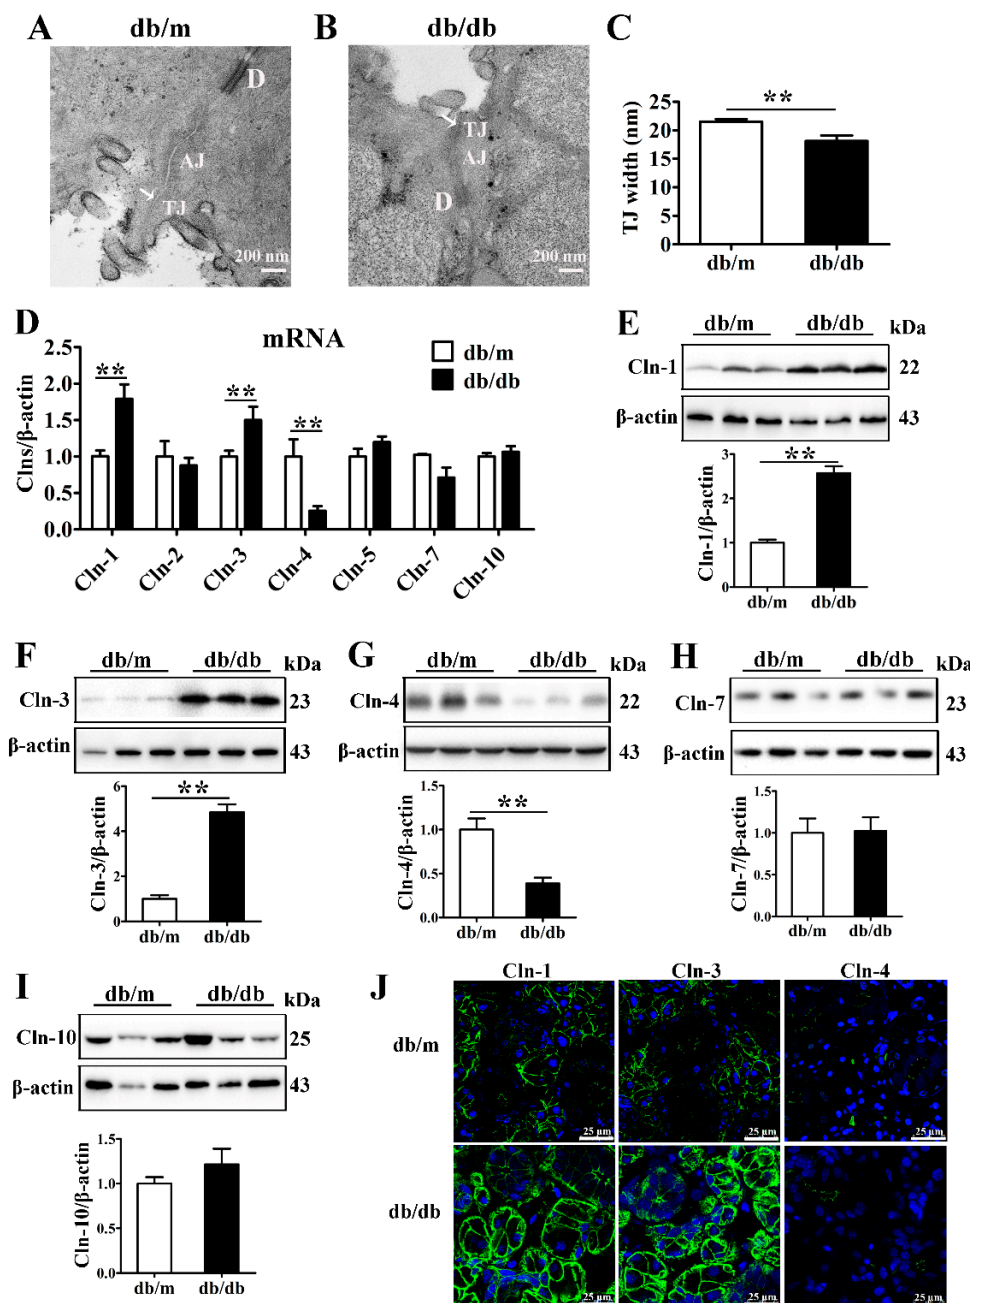 A db/m
D
AJ
TJ
200 nm
B db/db
TJ
AJ
D
200 nm
C
**
25
20
15
10
5
0
TJ width (nm)
db/m db/db
D mRNA
db/m
db/db
2.5
2.0
1.5
1.0
0.5
0.0
Clns/β-actin
** ** **
Cln-1 Cln-2 Cln-3 Cln-4 Cln-5 Cln-7 Cln-10
E db/m db/db kDa
Cln-1 22
β-actin 43
**
3
2
1
0
Cln-1/β-actin
db/m db/db
F db/m db/db kDa
Cln-3 23
β-actin 43
**
6
4
2
0
Cln-3/β-actin
db/m db/db
G db/m db/db kDa
Cln-4 22
β-actin 43
**
1.5
1.0
0.5
0.0
Cln-4/β-actin
db/m db/db
H db/m db/db kDa
Cln-7 23
β-actin 43
1.5
1.0
0.5
0.0
Cln-7/β-actin
db/m db/db
I db/m db/db kDa
Cln-10 25
β-actin 43
1.5
1.0
0.5
0.0
Cln-10/β-actin
db/m db/db
J Cln-1 Cln-3 Cln-4
db/m
25 μm 25 μm 25 μm
db/db
25 μm 25 μm 25 μm